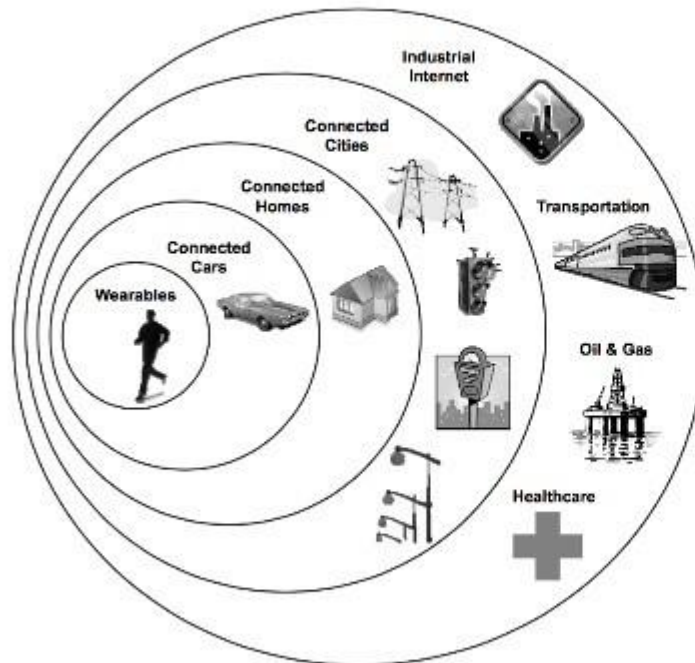 Industrial
Internet
Connected
Cities
Connected
Homes
Transportation
Connected
Cars
Wearables
Oil & Gas
Healthcare